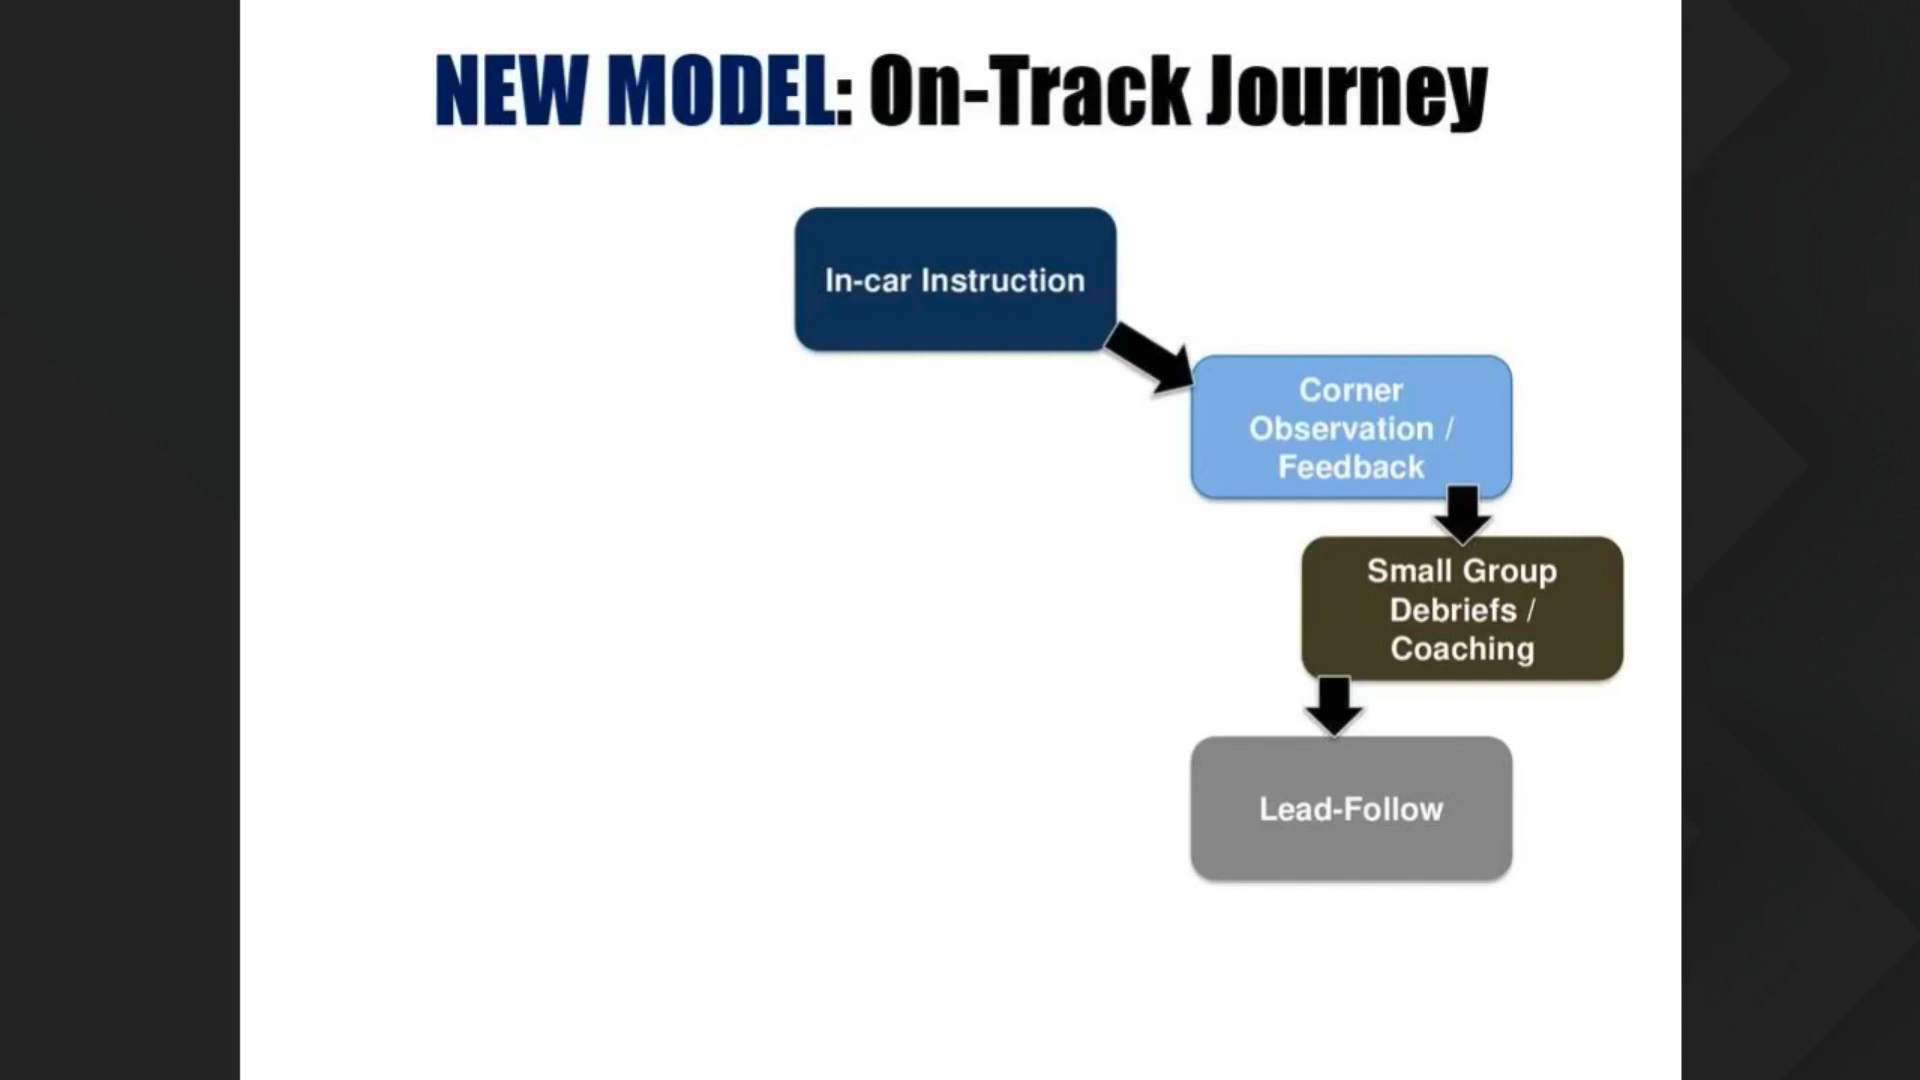 NEW MODEL: On-Track Journey
In-car Instruction
Corner
Observation /
Feedback
Small Group
Debriefs /
Coaching
Lead-Follow